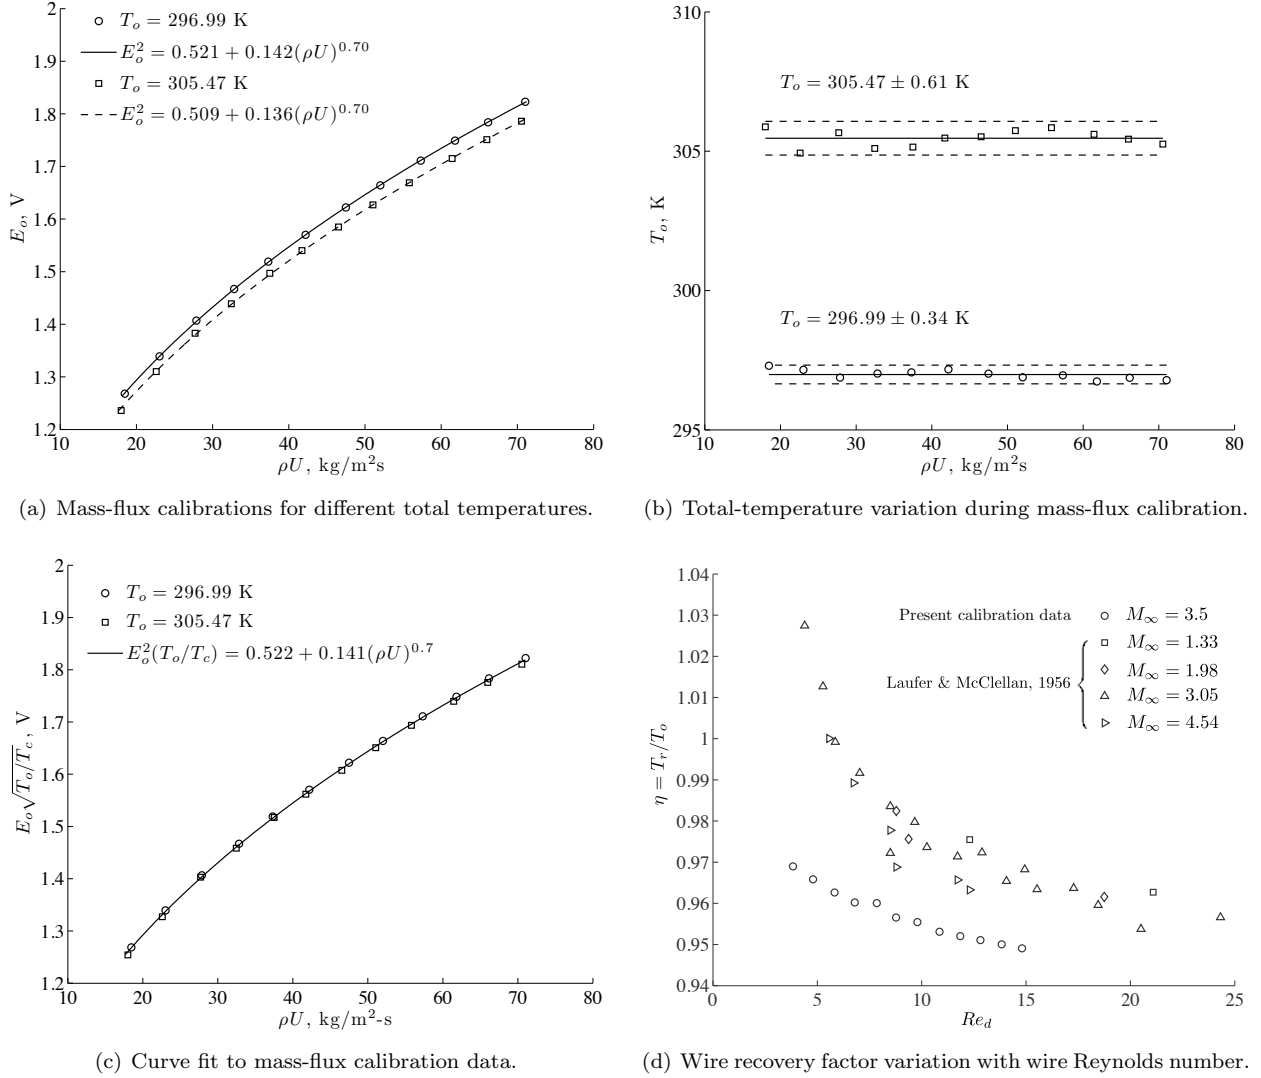 2
1.9
1.8
1.7
1.6
1.5
1.4
1.3
1.2
10 20 30 40 50 60 70 80
E_o, V
ρU, kg/m²s
T_o = 296.99 K
E_o² = 0.521 + 0.142(ρU)^0.70
T_o = 305.47 K
E_o² = 0.509 + 0.136(ρU)^0.70
(a) Mass-flux calibrations for different total temperatures.
310
305
300
295
10 20 30 40 50 60 70 80
T_o, K
ρU, kg/m²s
T_o = 305.47 ± 0.61 K
T_o = 296.99 ± 0.34 K
(b) Total-temperature variation during mass-flux calibration.
2
1.9
1.8
1.7
1.6
1.5
1.4
1.3
1.2
10 20 30 40 50 60 70 80
E_o√(T_o/T_c), V
ρU, kg/m²-s
T_o = 296.99 K
T_o = 305.47 K
E_o²(T_o/T_c) = 0.522 + 0.141(ρU)^0.7
(c) Curve fit to mass-flux calibration data.
1.04
1.03
1.02
1.01
1
0.99
0.98
0.97
0.96
0.95
0.94
0 5 10 15 20 25
η = T_r/T_o
Re_d
Present calibration data M_∞ = 3.5
M_∞ = 1.33
M_∞ = 1.98
Laufer & McClellan, 1956
M_∞ = 3.05
M_∞ = 4.54
(d) Wire recovery factor variation with wire Reynolds number.